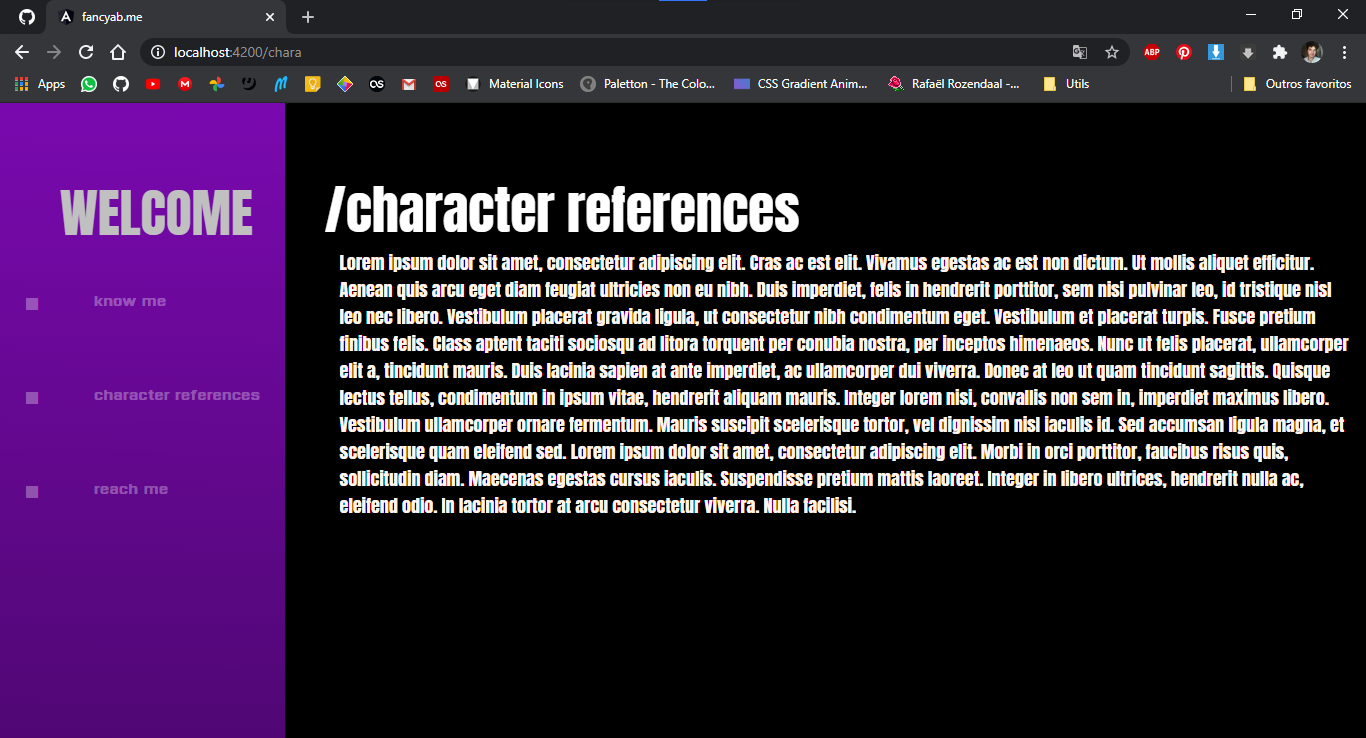 fancyab.me
localhost:4200/chara
ABP
Apps
M
OS
OS
Material Icons
Paletton - The Colo...
CSS Gradient Anim...
Rafaël Rozendaal -...
Utils
Outros favoritos
WELCOME
know me
character references
reach me
/character references
Lorem ipsum dolor sit amet, consectetur adipiscing elit. Cras ac est elit. Vivamus egestas ac est non dictum. Ut mollis aliquet efficitur.
Aenean quis arcu eget diam feugiat ultricies non eu nibh. Duis imperdiet, felis in hendrerit porttitor, sem nisi pulvinar leo, id tristique nisl
leo nec libero. Vestibulum placerat gravida ligula, ut consectetur nibh condimentum eget. Vestibulum et placerat turpis. Fusce pretium
finibus felis. Class aptent taciti sociosqu ad litora torquent per conubia nostra, per inceptos himenaeos. Nunc ut felis placerat, ullamcorper
elit a, tincidunt mauris. Duis lacinia sapien at ante imperdiet, ac ullamcorper dui viverra. Donec at leo ut quam tincidunt sagittis. Quisque
lectus tellus, condimentum in ipsum vitae, hendrerit aliquam mauris. Integer lorem nisi, convallis non sem in, imperdiet maximus libero.
Vestibulum ullamcorper ornare fermentum. Mauris suscipit scelerisque tortor, vel dignissim nisl iaculis id. Sed accumsan ligula magna, et
scelerisque quam eleifend sed. Lorem ipsum dolor sit amet, consectetur adipiscing elit. Morbi in orci porttitor, faucibus risus quis,
sollicitudin diam. Maecenas egestas cursus iaculis. Suspendisse pretium mattis laoreet. Integer in libero ultrices, hendrerit nulla ac,
eleifend odio. In lacinia tortor at arcu consectetur viverra. Nulla facilisi.